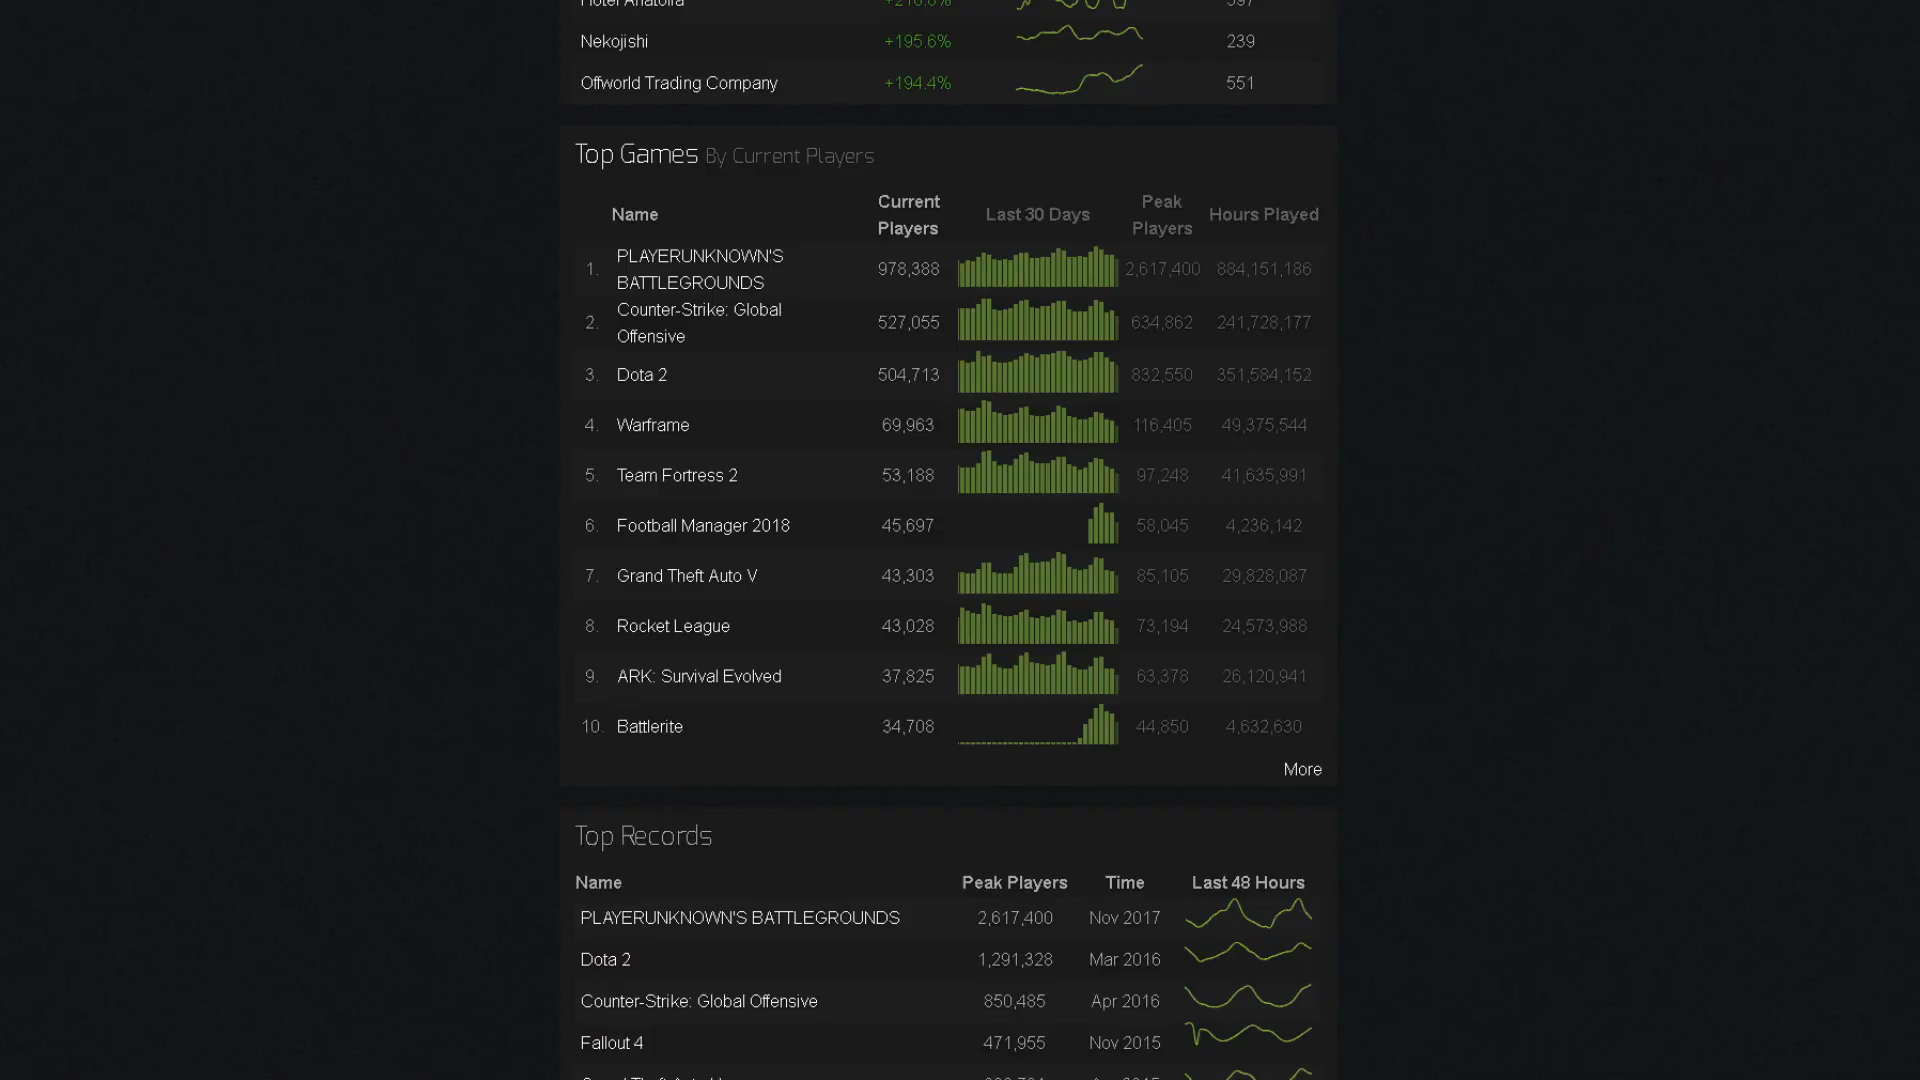 Nekojishi +195.6% 239
Offworld Trading Company +194.4% 551
Top Games By Current Players
Name Current Players Last 30 Days Peak Players Hours Played
1. PLAYERUNKNOWN'S BATTLEGROUNDS 978,388 2,617,400 884,151,186
2. Counter-Strike: Global Offensive 527,055 634,862 241,728,177
3. Dota 2 504,713 832,550 351,584,152
4. Warframe 69,963 116,405 49,375,544
5. Team Fortress 2 53,188 97,248 41,635,991
6. Football Manager 2018 45,697 58,045 4,236,142
7. Grand Theft Auto V 43,303 85,105 29,828,087
8. Rocket League 43,028 73,194 24,573,988
9. ARK: Survival Evolved 37,825 63,378 26,120,941
10. Battlerite 34,708 44,850 4,632,630
More
Top Records
Name Peak Players Time Last 48 Hours
PLAYERUNKNOWN'S BATTLEGROUNDS 2,617,400 Nov 2017
Dota 2 1,291,328 Mar 2016
Counter-Strike: Global Offensive 850,485 Apr 2016
Fallout 4 471,955 Nov 2015